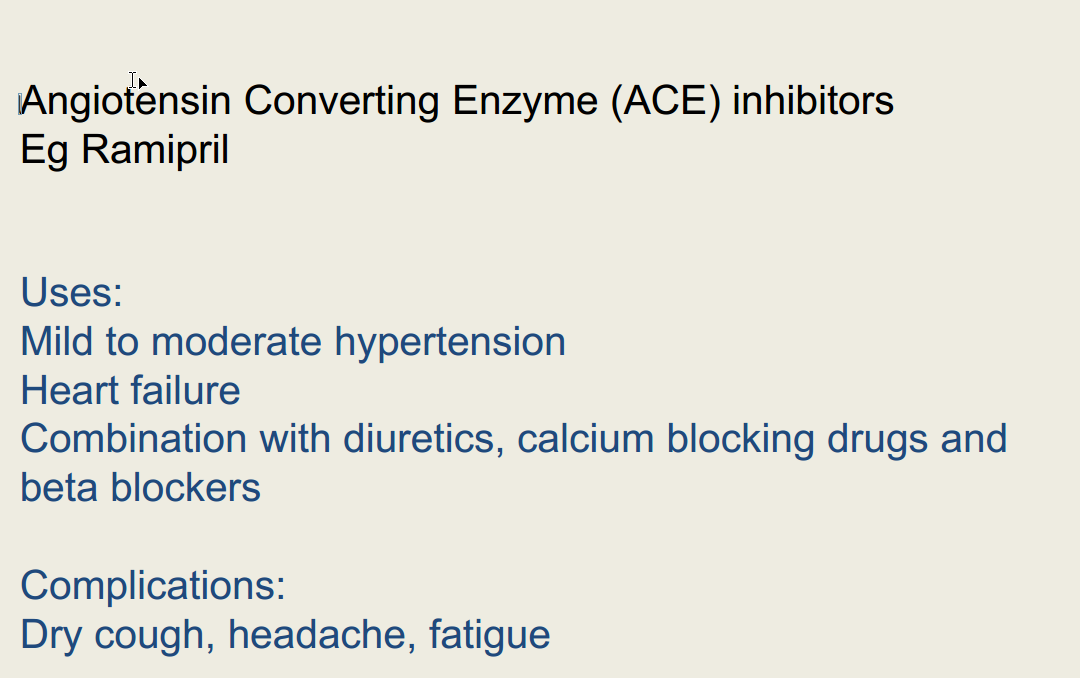 Angiotensin Converting Enzyme (ACE) inhibitors
Eg Ramipril
Uses:
Mild to moderate hypertension
Heart failure
Combination with diuretics, calcium blocking drugs and
beta blockers
Complications:
Dry cough, headache, fatigue